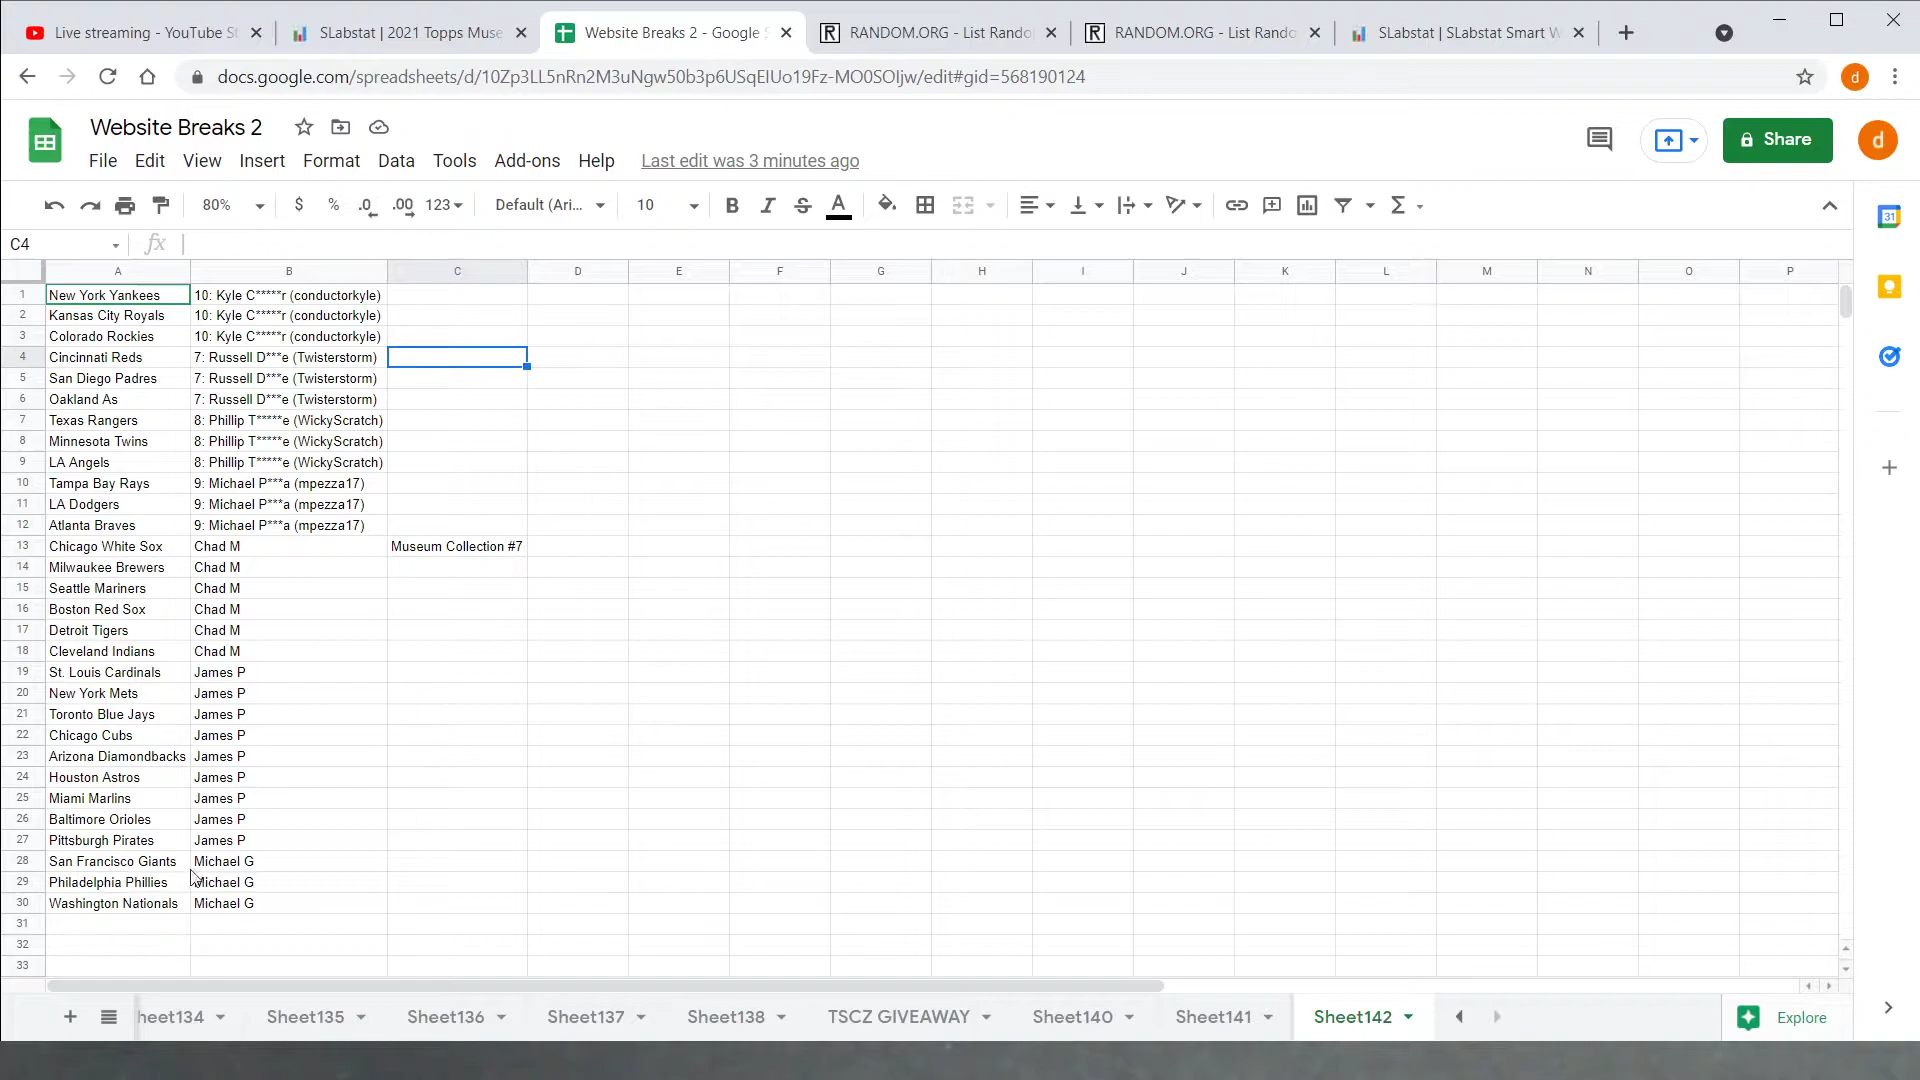 Live streaming - YouTube St
SLabstat | 2021 Topps Muse
Website Breaks 2 - Google S
RANDOM.ORG - List Rando
RANDOM.ORG - List Rando
SLabstat | SLabstat Smart W
docs.google.com/spreadsheets/d/10Zp3LL5nRn2M3uNgw50b3p6USqEIUo19Fz-MO0SOIjw/edit#gid=568190124
d
Website Breaks 2
Share
d
File Edit View Insert Format Data Tools Add-ons Help Last edit was 3 minutes ago
80% $ % .0 .00 123 Default (Ari... 10 B I S A Σ
31
C4 fx
A B C D E F G H I J K L M N O P
1 New York Yankees 10: Kyle C*****r (conductorkyle)
2 Kansas City Royals 10: Kyle C*****r (conductorkyle)
3 Colorado Rockies 10: Kyle C*****r (conductorkyle)
4 Cincinnati Reds 7: Russell D***e (Twisterstorm)
5 San Diego Padres 7: Russell D***e (Twisterstorm)
6 Oakland As 7: Russell D***e (Twisterstorm)
7 Texas Rangers 8: Phillip T*****e (WickyScratch)
8 Minnesota Twins 8: Phillip T*****e (WickyScratch)
9 LA Angels 8: Phillip T*****e (WickyScratch)
10 Tampa Bay Rays 9: Michael P***a (mpezza17)
11 LA Dodgers 9: Michael P***a (mpezza17)
12 Atlanta Braves 9: Michael P***a (mpezza17)
13 Chicago White Sox Chad M Museum Collection #7
14 Milwaukee Brewers Chad M
15 Seattle Mariners Chad M
16 Boston Red Sox Chad M
17 Detroit Tigers Chad M
18 Cleveland Indians Chad M
19 St. Louis Cardinals James P
20 New York Mets James P
21 Toronto Blue Jays James P
22 Chicago Cubs James P
23 Arizona Diamondbacks James P
24 Houston Astros James P
25 Miami Marlins James P
26 Baltimore Orioles James P
27 Pittsburgh Pirates James P
28 San Francisco Giants Michael G
29 Philadelphia Phillies Michael G
30 Washington Nationals Michael G
31
32
33
heet134 Sheet135 Sheet136 Sheet137 Sheet138 TSCZ GIVEAWAY Sheet140 Sheet141 Sheet142 Explore